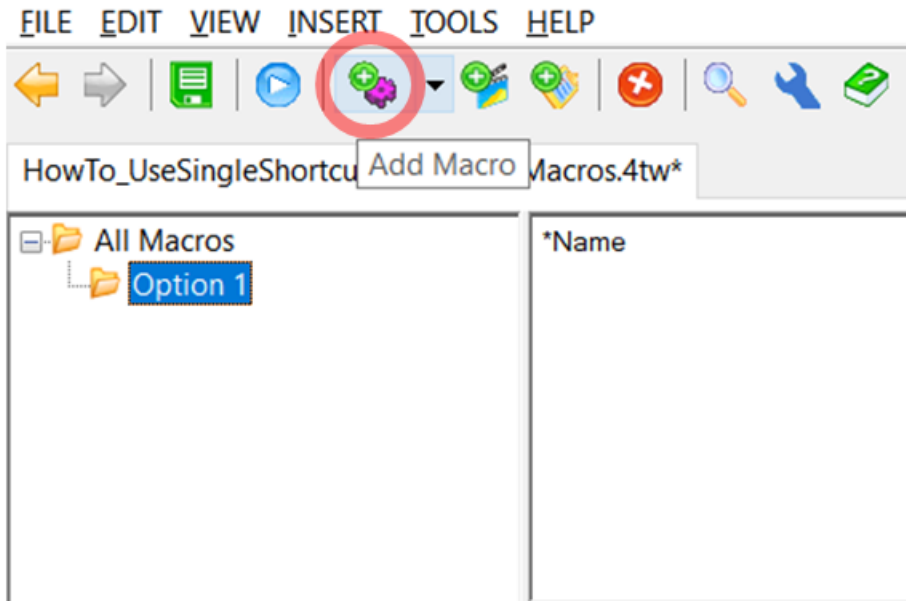 FILE EDIT VIEW INSERT TOOLS HELP
HowTo_UseSingleShortcu Macros.4tw*
Add Macro
All Macros
*Name
Option 1